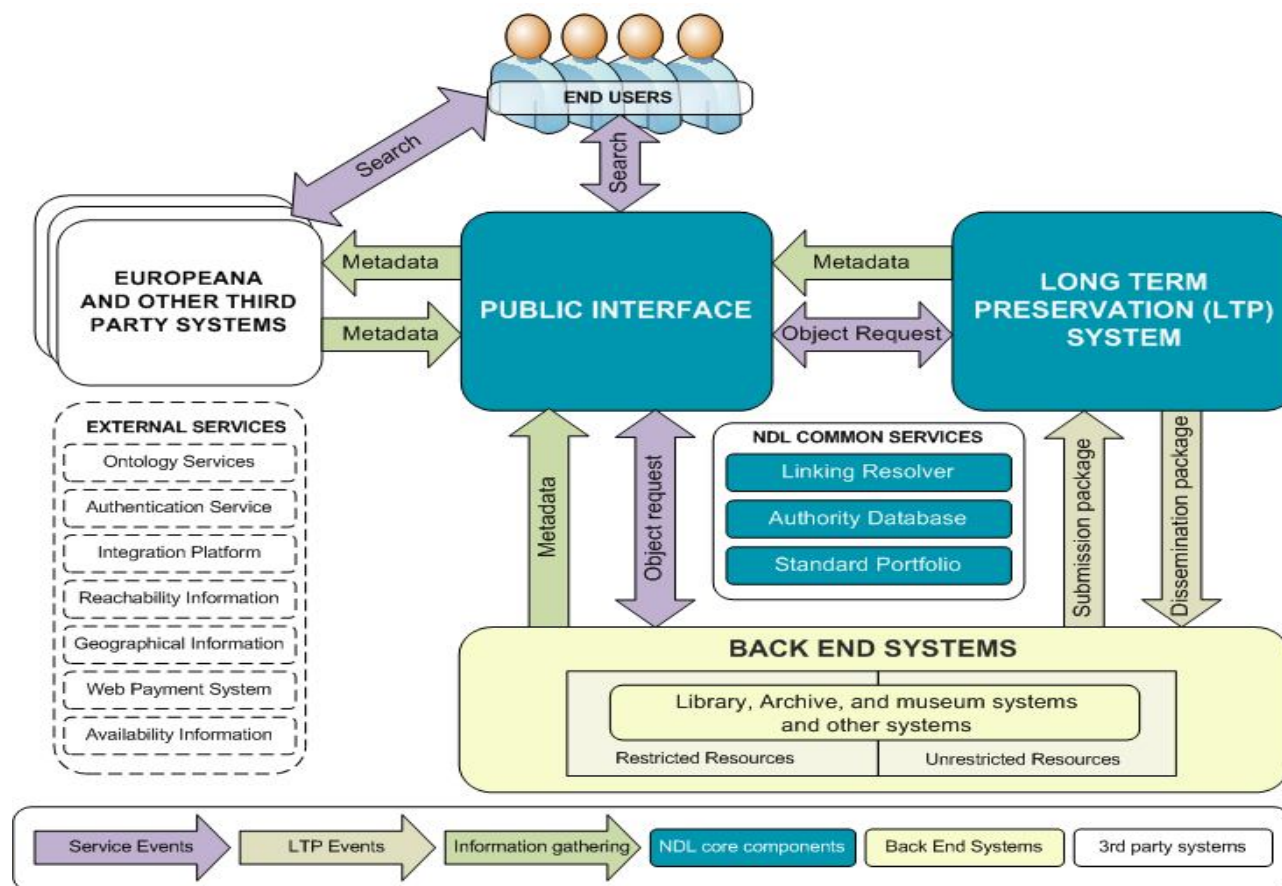 END USERS
Search
Search
EUROPEANA
AND OTHER THIRD
PARTY SYSTEMS
Metadata
Metadata
PUBLIC INTERFACE
Metadata
Object Request
LONG TERM
PRESERVATION (LTP)
SYSTEM
EXTERNAL SERVICES
Ontology Services
Authentication Service
Integration Platform
Reachability Information
Geographical Information
Web Payment System
Availability Information
Metadata
Object request
NDL COMMON SERVICES
Linking Resolver
Authority Database
Standard Portfolio
Submission package
Dissemination package
BACK END SYSTEMS
Library, Archive, and museum systems
and other systems
Restricted Resources
Unrestricted Resources
Service Events
LTP Events
Information gathering
NDL core components
Back End Systems
3rd party systems